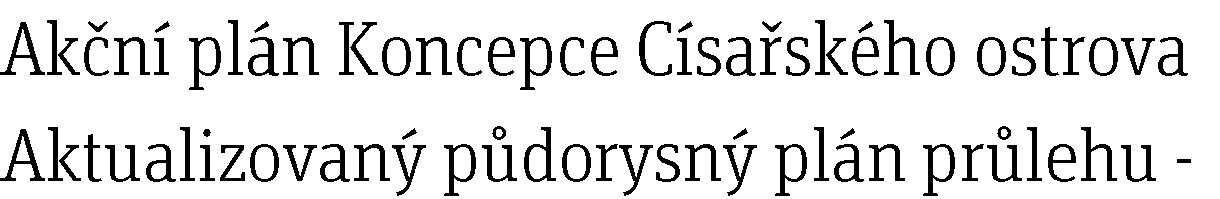 Akční plán Koncepce Císařského ostrova
Aktualizovaný půdorysný plán průlehu -